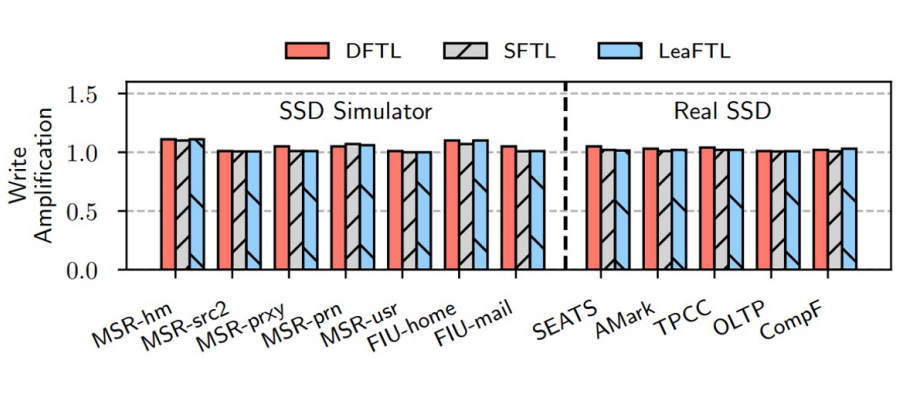 DFTL SFTL LeaFTL
Write
Amplification
1.5
1.0
0.5
0.0
SSD Simulator
Real SSD
MSR-hm
MSR-src2
MSR-prxy
MSR-prn
MSR-usr
FIU-home
FIU-mail
SEATS
AMark
TPCC
OLTP
CompF